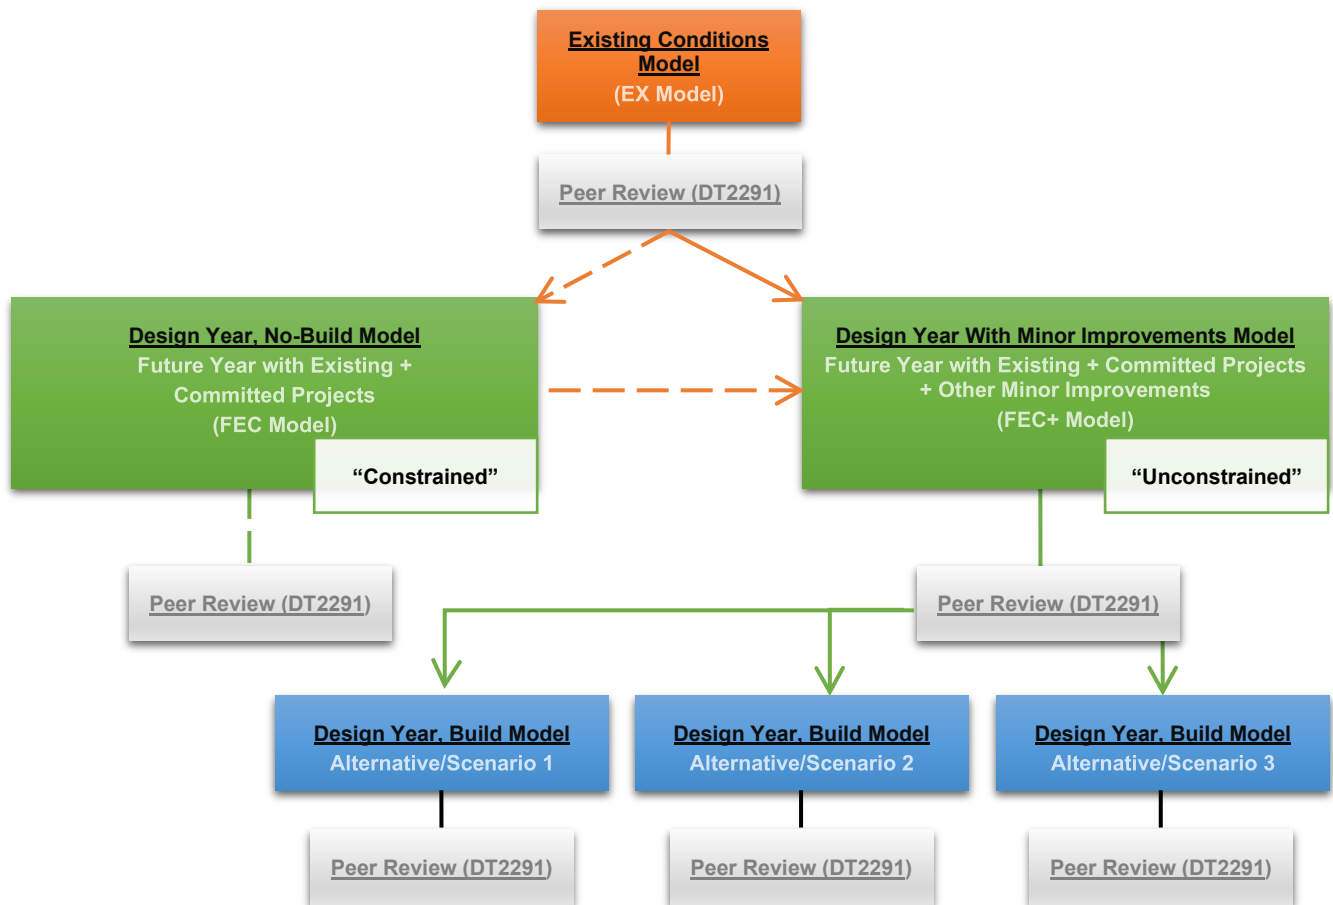 Existing Conditions
Model
(EX Model)
Peer Review (DT2291)
Design Year, No-Build Model
Future Year with Existing +
Committed Projects
(FEC Model)
“Constrained”
Design Year With Minor Improvements Model
Future Year with Existing + Committed Projects
+ Other Minor Improvements
(FEC+ Model)
“Unconstrained”
Peer Review (DT2291)
Peer Review (DT2291)
Design Year, Build Model
Alternative/Scenario 1
Design Year, Build Model
Alternative/Scenario 2
Design Year, Build Model
Alternative/Scenario 3
Peer Review (DT2291)
Peer Review (DT2291)
Peer Review (DT2291)